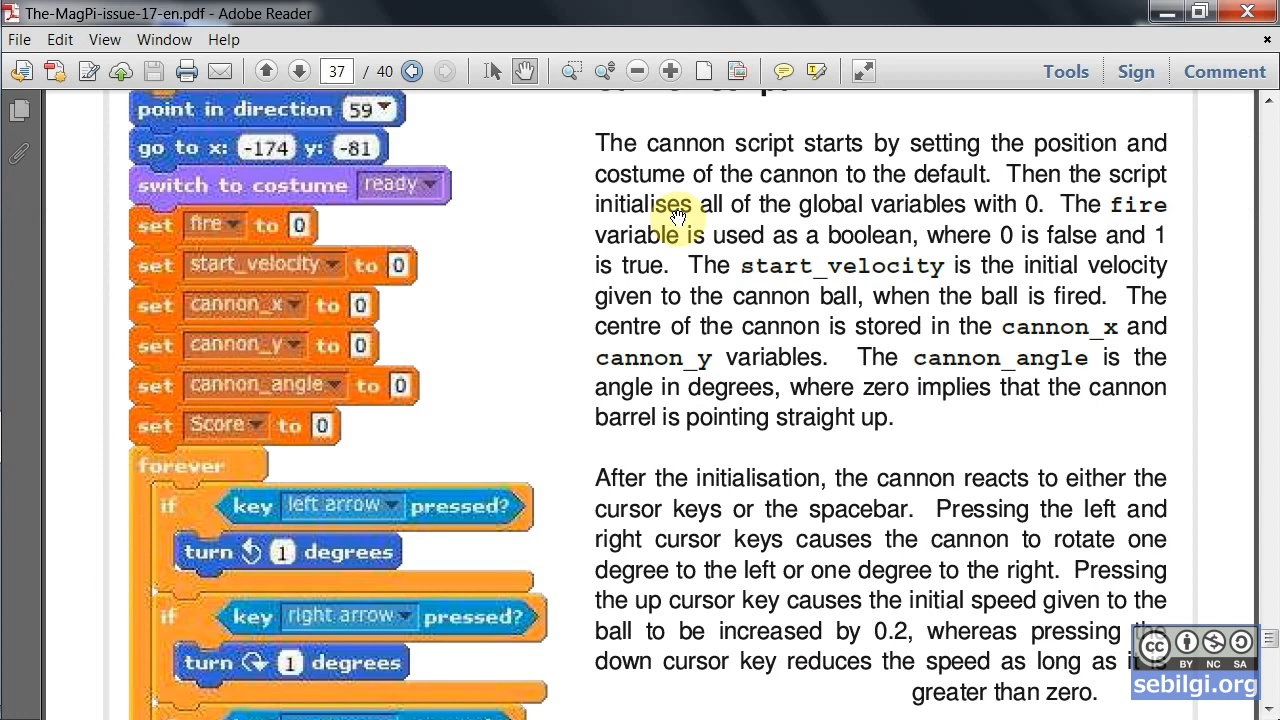 The-MagPi-issue-17-en.pdf - Adobe Reader
File Edit View Window Help
37 / 40
Tools Sign Comment
point in direction 59
go to x: -174 y: -81
switch to costume ready
set fire to 0
set start_velocity to 0
set cannon_x to 0
set cannon_y to 0
set cannon_angle to 0
set Score to 0
forever
if key left arrow pressed?
turn 1 degrees
if key right arrow pressed?
turn 1 degrees
The cannon script starts by setting the position and
costume of the cannon to the default. Then the script
initialises all of the global variables with 0. The fire
variable is used as a boolean, where 0 is false and 1
is true. The start_velocity is the initial velocity
given to the cannon ball, when the ball is fired. The
centre of the cannon is stored in the cannon_x and
cannon_y variables. The cannon_angle is the
angle in degrees, where zero implies that the cannon
barrel is pointing straight up.
After the initialisation, the cannon reacts to either the
cursor keys or the spacebar. Pressing the left and
right cursor keys causes the cannon to rotate one
degree to the left or one degree to the right. Pressing
the up cursor key causes the initial speed given to the
ball to be increased by 0.2, whereas pressing the
down cursor key reduces the speed as long as it is
greater than zero.
cc BY NC SA
sebilgi.org